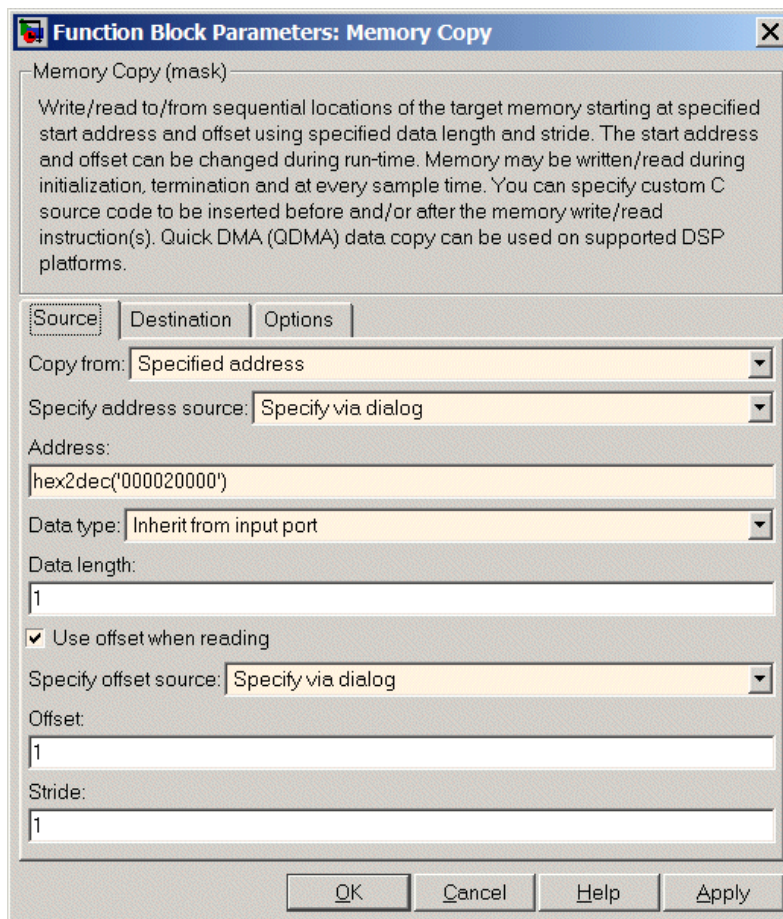 Function Block Parameters: Memory Copy
Memory Copy (mask)
Write/read to/from sequential locations of the target memory starting at specified
start address and offset using specified data length and stride. The start address
and offset can be changed during run-time. Memory may be written/read during
initialization, termination and at every sample time. You can specify custom C
source code to be inserted before and/or after the memory write/read
instruction(s). Quick DMA (QDMA) data copy can be used on supported DSP
platforms.
Source Destination Options
Copy from: Specified address
Specify address source: Specify via dialog
Address:
hex2dec('000020000')
Data type: Inherit from input port
Data length:
1
Use offset when reading
Specify offset source: Specify via dialog
Offset:
1
Stride:
1
OK Cancel Help Apply